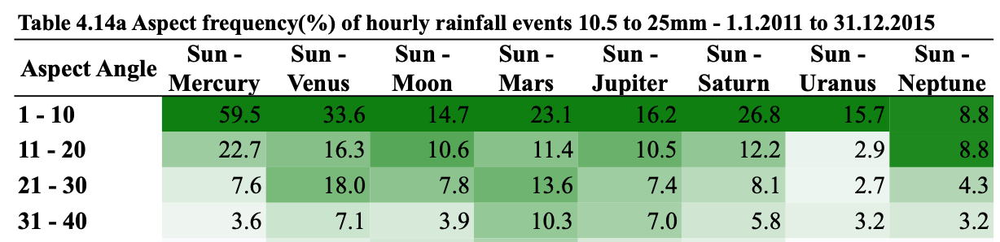 Table 4.14a Aspect frequency(%) of hourly rainfall events 10.5 to 25mm - 1.1.2011 to 31.12.2015
Aspect Angle Sun - Mercury Sun - Venus Sun - Moon Sun - Mars Sun - Jupiter Sun - Saturn Sun - Uranus Sun - Neptune
1 - 10 59.5 33.6 14.7 23.1 16.2 26.8 15.7 8.8
11 - 20 22.7 16.3 10.6 11.4 10.5 12.2 2.9 8.8
21 - 30 7.6 18.0 7.8 13.6 7.4 8.1 2.7 4.3
31 - 40 3.6 7.1 3.9 10.3 7.0 5.8 3.2 3.2